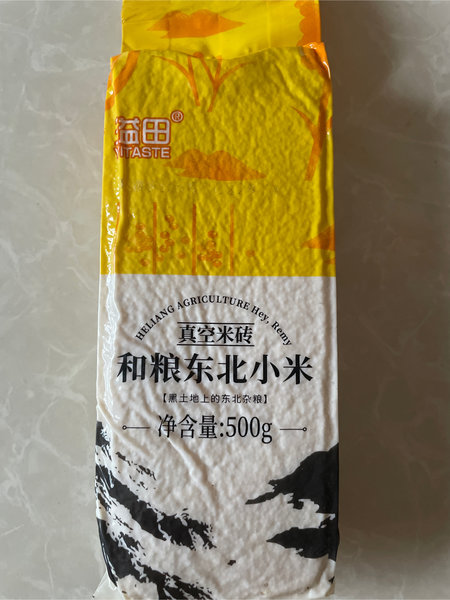 益田®
YITASTE
HELIANG AGRICULTURE Hey, Remy
真空米砖
和粮东北小米
【黑土地上的东北杂粮】
净含量:500g